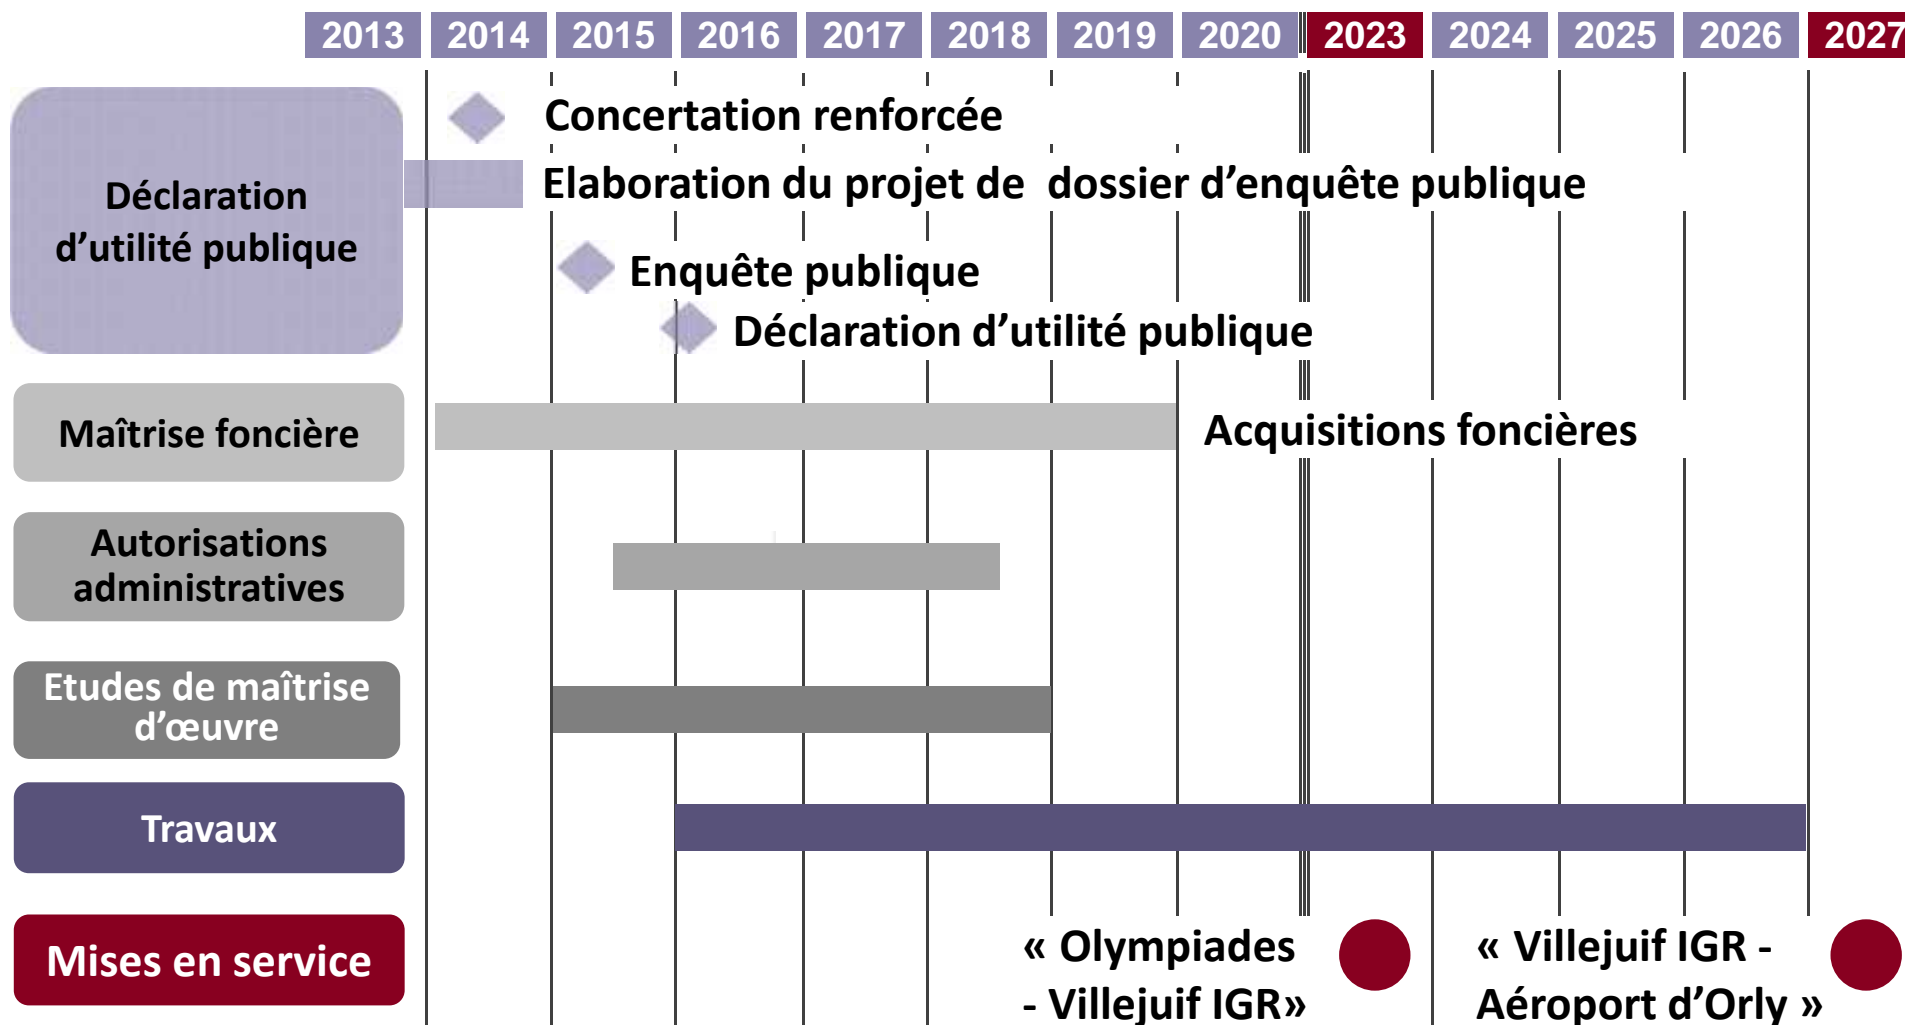 2013 2014 2015 2016 2017 2018 2019 2020 2023 2024 2025 2026 2027
Déclaration
d’utilité publique
Concertation renforcée
Elaboration du projet de dossier d’enquête publique
Enquête publique
Déclaration d’utilité publique
Maîtrise foncière
Acquisitions foncières
Autorisations
administratives
Etudes de maîtrise
d’œuvre
Travaux
Mises en service
« Olympiades
- Villejuif IGR»
« Villejuif IGR -
Aéroport d’Orly »